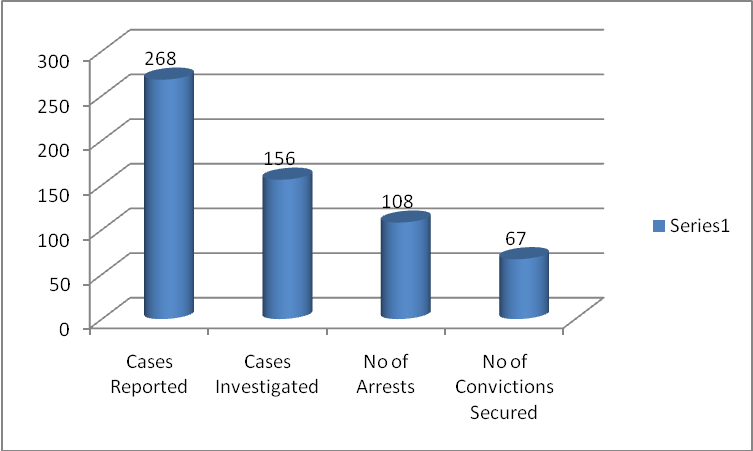 300
250
200
150
100
50
0
268
156
108
67
Cases
Reported
Cases
Investigated
No of
Arrests
No of
Convictions
Secured
Series1